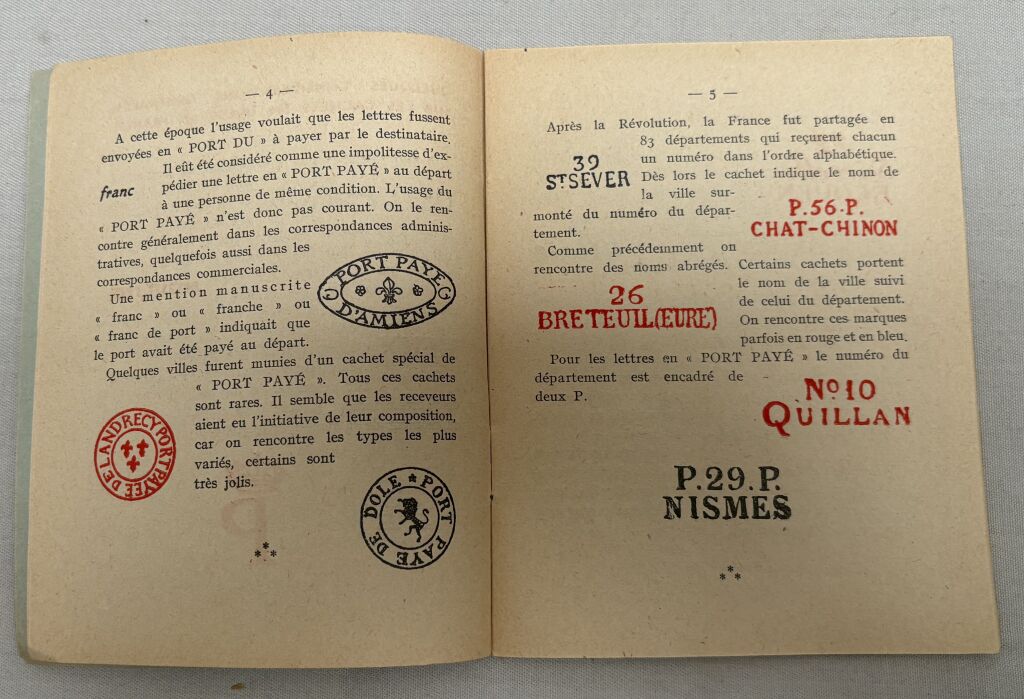 — 4 —
A cette époque l'usage voulait que les lettres fussent
envoyées en « PORT DU » à payer par le destinataire.
Il eût été considéré comme une impolitesse d'ex-
pédier une lettre en « PORT PAYÉ » au départ
à une personne de même condition. L'usage du
franc
« PORT PAYÉ » n'est donc pas courant. On le ren-
contre généralement dans les correspondances adminis-
tratives, quelquefois aussi dans les
correspondances commerciales.
PORT PAYE
D'AMIENS
Une mention manuscrite
« franc » ou « franche » ou
« franc de port » indiquait que
le port avait été payé au départ.
Quelques villes furent munies d'un cachet spécial de
« PORT PAYÉ ». Tous ces cachets
sont rares. Il semble que les receveurs
aient eu l'initiative de leur composition,
car on rencontre les types les plus
variés, certains sont
très jolis.
PORT PAYÉE DE LANDRECY
PORT PAYÉ DE DOLE
***
— 5 —
Après la Révolution, la France fut partagée en
83 départements qui reçurent chacun
un numéro dans l'ordre alphabétique.
Dès lors le cachet indique le nom de
la ville sur-
monté du numéro du dépar-
tement.
39
ST SEVER
P.56.P.
CHAT-CHINON
Comme précédemment on
rencontre des noms abrégés. Certains cachets portent
le nom de la ville suivi
de celui du département.
On rencontre ces marques
parfois en rouge et en bleu.
26
BRETEUIL(EURE)
Pour les lettres en « PORT PAYÉ » le numéro du
département est encadré de
deux P.
No 10
QUILLAN
P.29.P.
NISMES
***